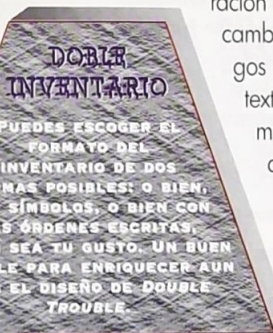 DOBLE
INVENTARIO
PUEDES ESCOGER EL
FORMATO DEL
INVENTARIO DE DOS
MAS POSIBLES: O BIEN,
SÍMBOLOS, O BIEN CON
S ÓRDENES ESCRITAS,
SEA TU GUSTO. UN BUEN
LE PARA ENRIQUECER AUN
EL DISEÑO DE DOUBLE
TROUBLE.
ración
camb
gos
text
m